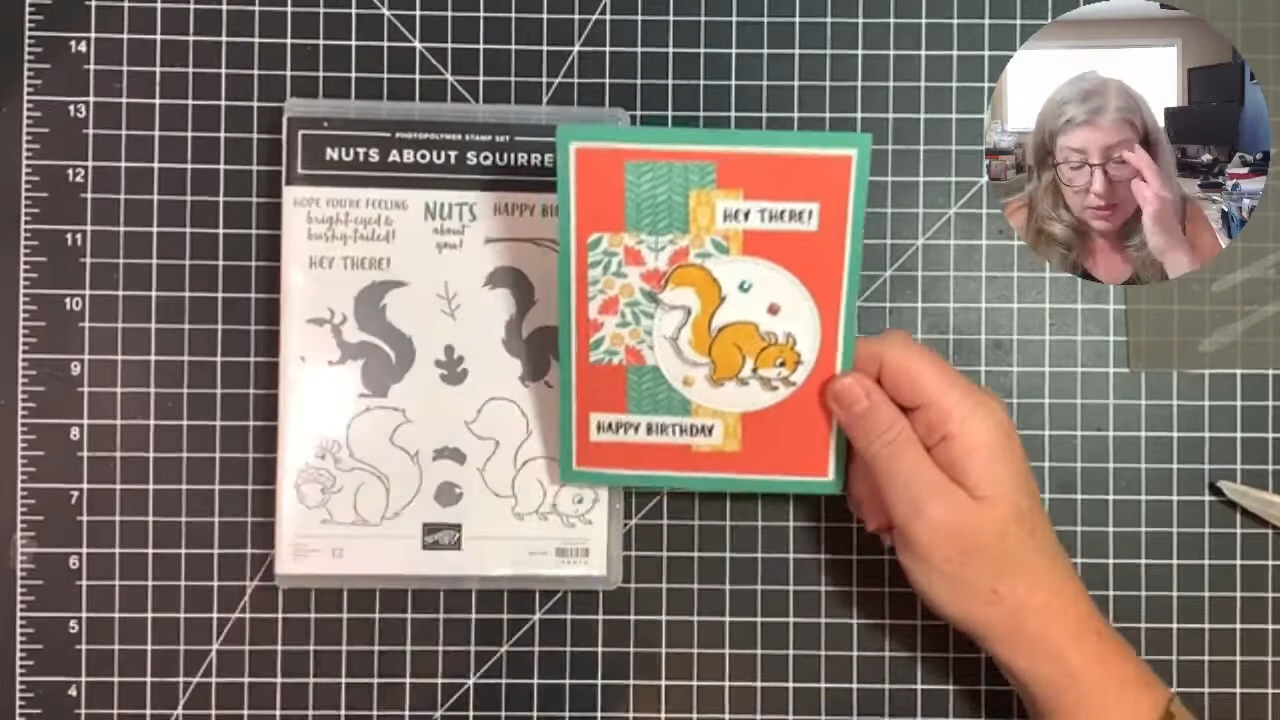 14
13
12
11
10
9
8
7
6
5
4
PHOTOPOLYMER STAMP SET
NUTS ABOUT SQUIRRE
HOPE YOU'RE FEELING
bright-eyed &
bushy-tailed!
HEY THERE!
NUTS
about
you!
HAPPY BI
HEY THERE!
HAPPY BIRTHDAY